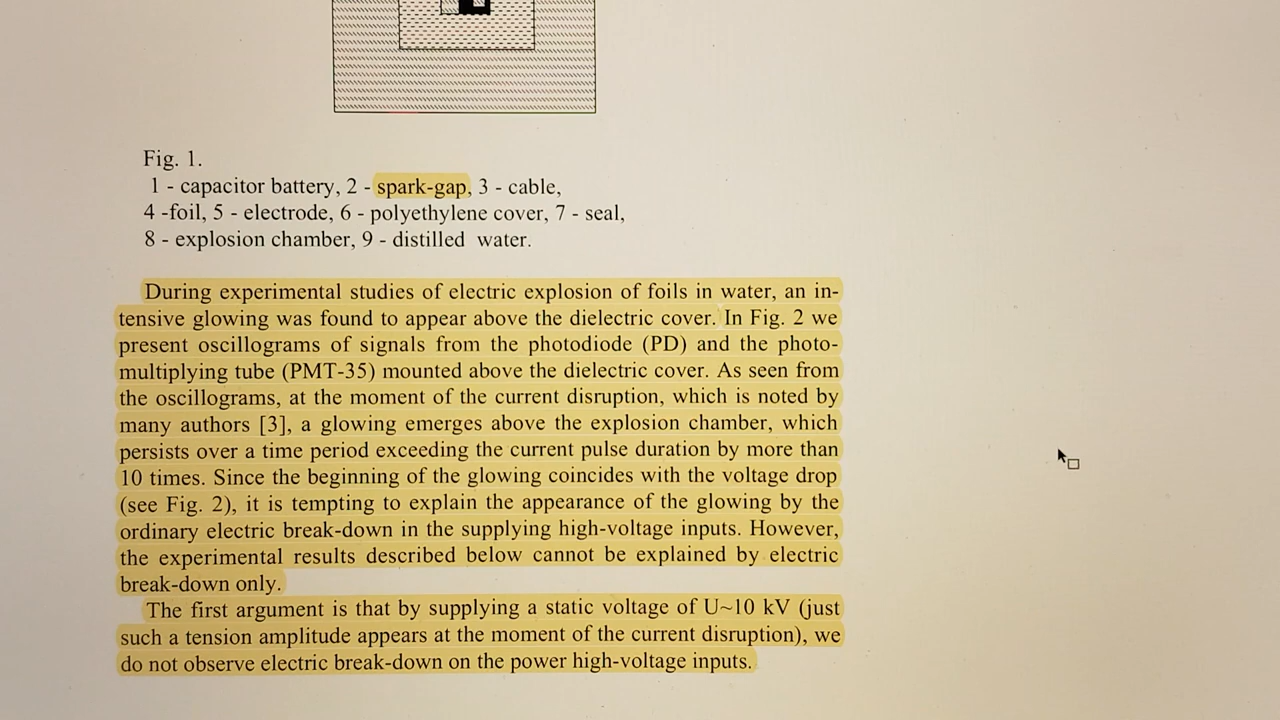 Fig. 1.
1 - capacitor battery, 2 - spark-gap, 3 - cable,
4 -foil, 5 - electrode, 6 - polyethylene cover, 7 - seal,
8 - explosion chamber, 9 - distilled water.
During experimental studies of electric explosion of foils in water, an in-
tensive glowing was found to appear above the dielectric cover. In Fig. 2 we
present oscillograms of signals from the photodiode (PD) and the photo-
multiplying tube (PMT-35) mounted above the dielectric cover. As seen from
the oscillograms, at the moment of the current disruption, which is noted by
many authors [3], a glowing emerges above the explosion chamber, which
persists over a time period exceeding the current pulse duration by more than
10 times. Since the beginning of the glowing coincides with the voltage drop
(see Fig. 2), it is tempting to explain the appearance of the glowing by the
ordinary electric break-down in the supplying high-voltage inputs. However,
the experimental results described below cannot be explained by electric
break-down only.
The first argument is that by supplying a static voltage of U~10 kV (just
such a tension amplitude appears at the moment of the current disruption), we
do not observe electric break-down on the power high-voltage inputs.